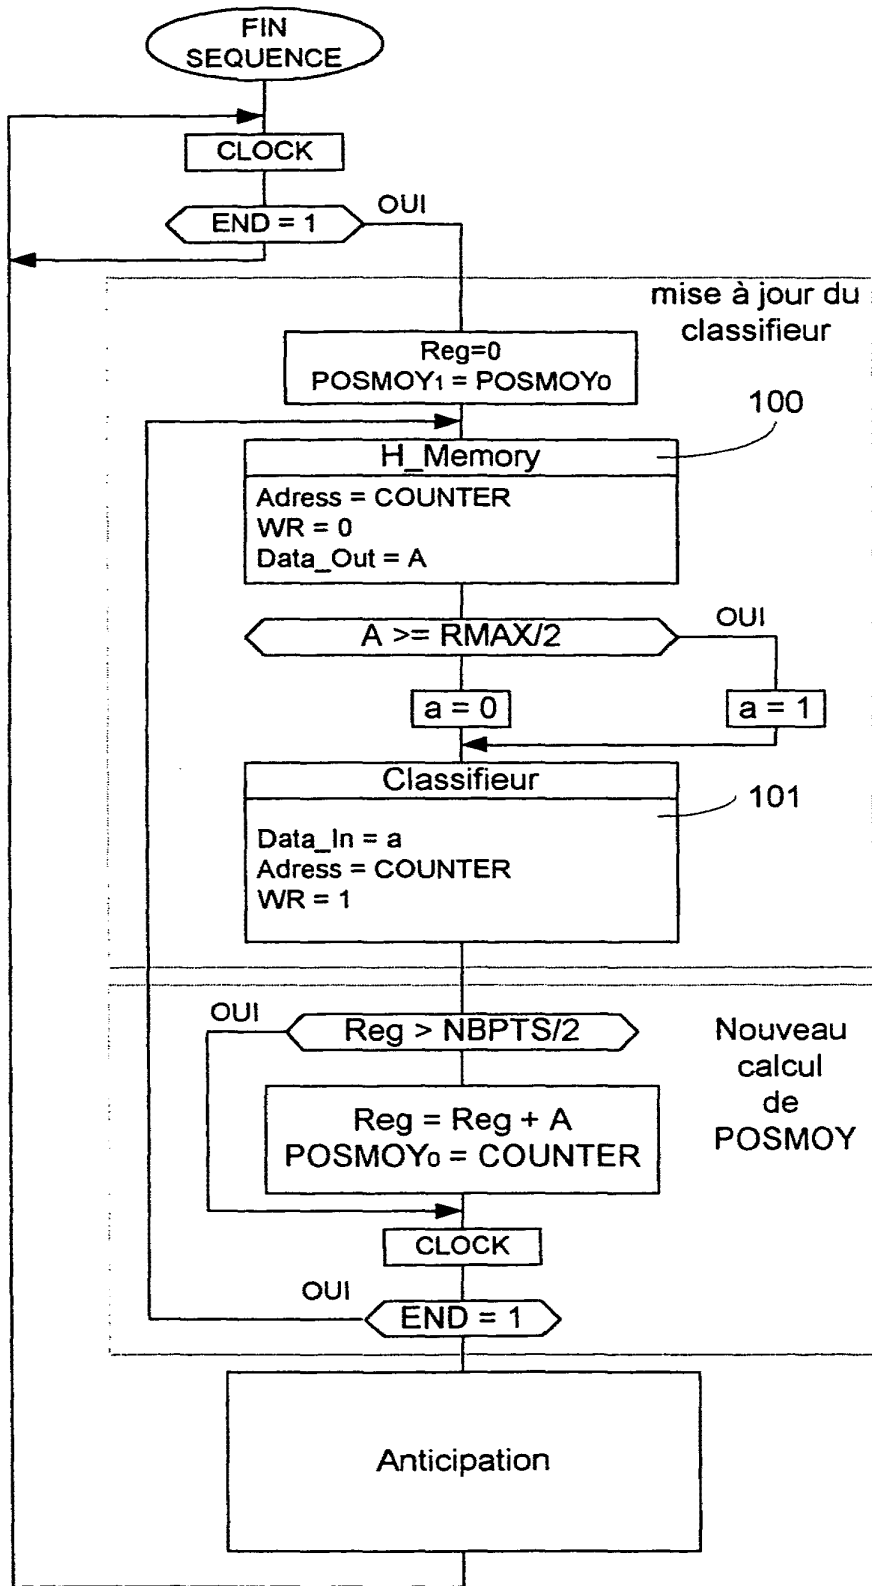 FIN
SEQUENCE
CLOCK
END = 1
OUI
mise à jour du
classifieur
Reg=0
POSMOY1 = POSMOY0
100
H_Memory
Adress = COUNTER
WR = 0
Data_Out = A
A >= RMAX/2
OUI
a = 0
a = 1
Classifieur
101
Data_In = a
Adress = COUNTER
WR = 1
OUI
Reg > NBPTS/2
Nouveau
calcul
de
POSMOY
Reg = Reg + A
POSMOY0 = COUNTER
CLOCK
OUI
END = 1
Anticipation